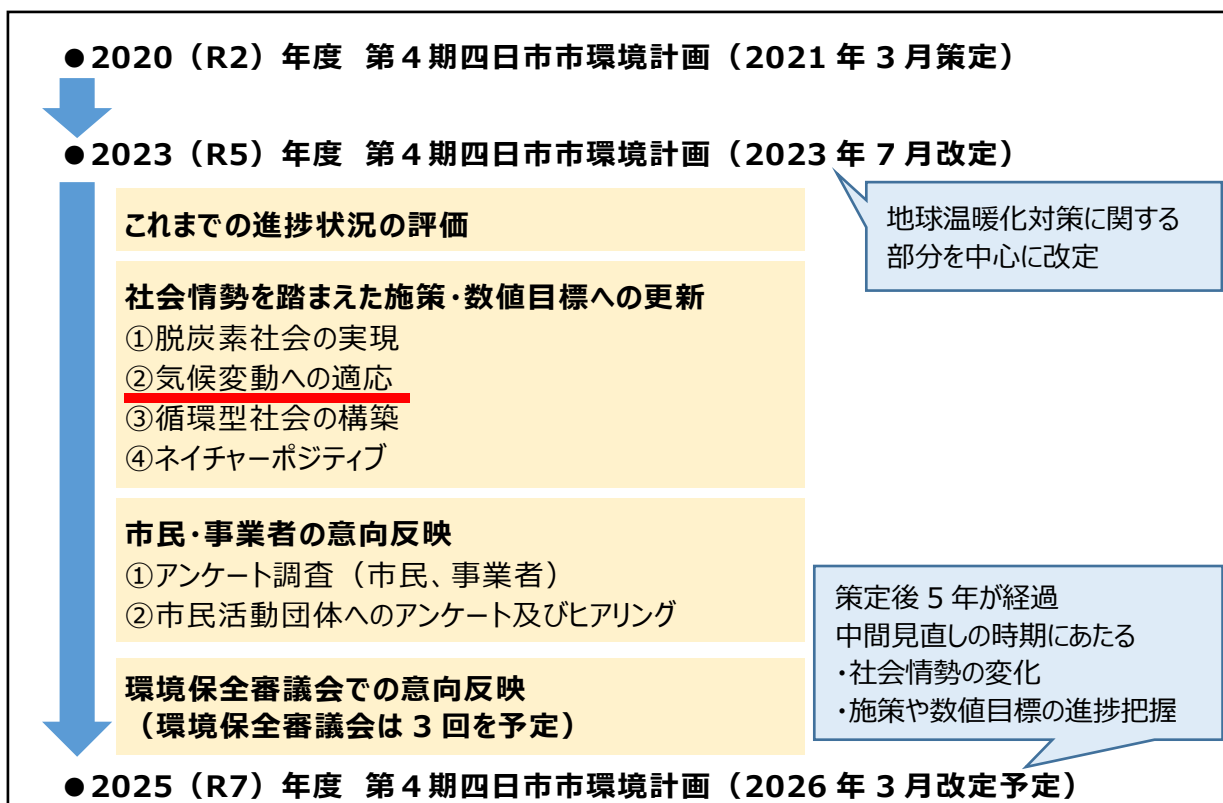 ●2020（R2）年度 第４期四日市市環境計画（2021 年 3 月策定）
●2023（R5）年度 第４期四日市市環境計画（2023 年 7 月改定）
地球温暖化対策に関する
部分を中心に改定
これまでの進捗状況の評価
社会情勢を踏まえた施策・数値目標への更新
①脱炭素社会の実現
②気候変動への適応
③循環型社会の構築
④ネイチャーポジティブ
市民・事業者の意向反映
①アンケート調査（市民、事業者）
②市民活動団体へのアンケート及びヒアリング
策定後 5 年が経過
中間見直しの時期にあたる
・社会情勢の変化
・施策や数値目標の進捗把握
環境保全審議会での意向反映
（環境保全審議会は 3 回を予定）
●2025（R7）年度 第４期四日市市環境計画（2026 年 3 月改定予定）